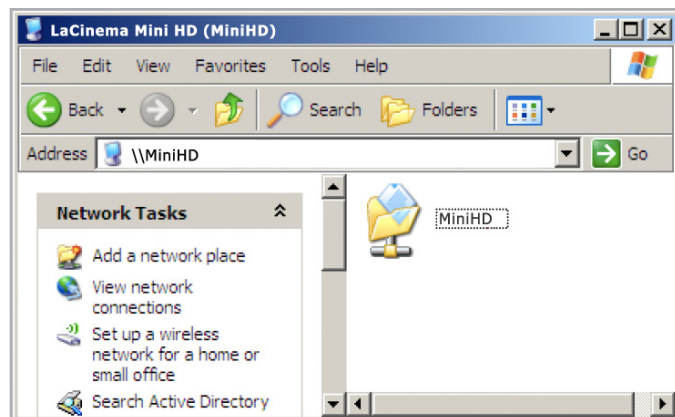 LaCinema Mini HD (MiniHD)
File Edit View Favorites Tools Help
Back Search Folders
Address \\MiniHD Go
Network Tasks
Add a network place
View network
connections
Set up a wireless
network for a home or
small office
Search Active Directory
MiniHD